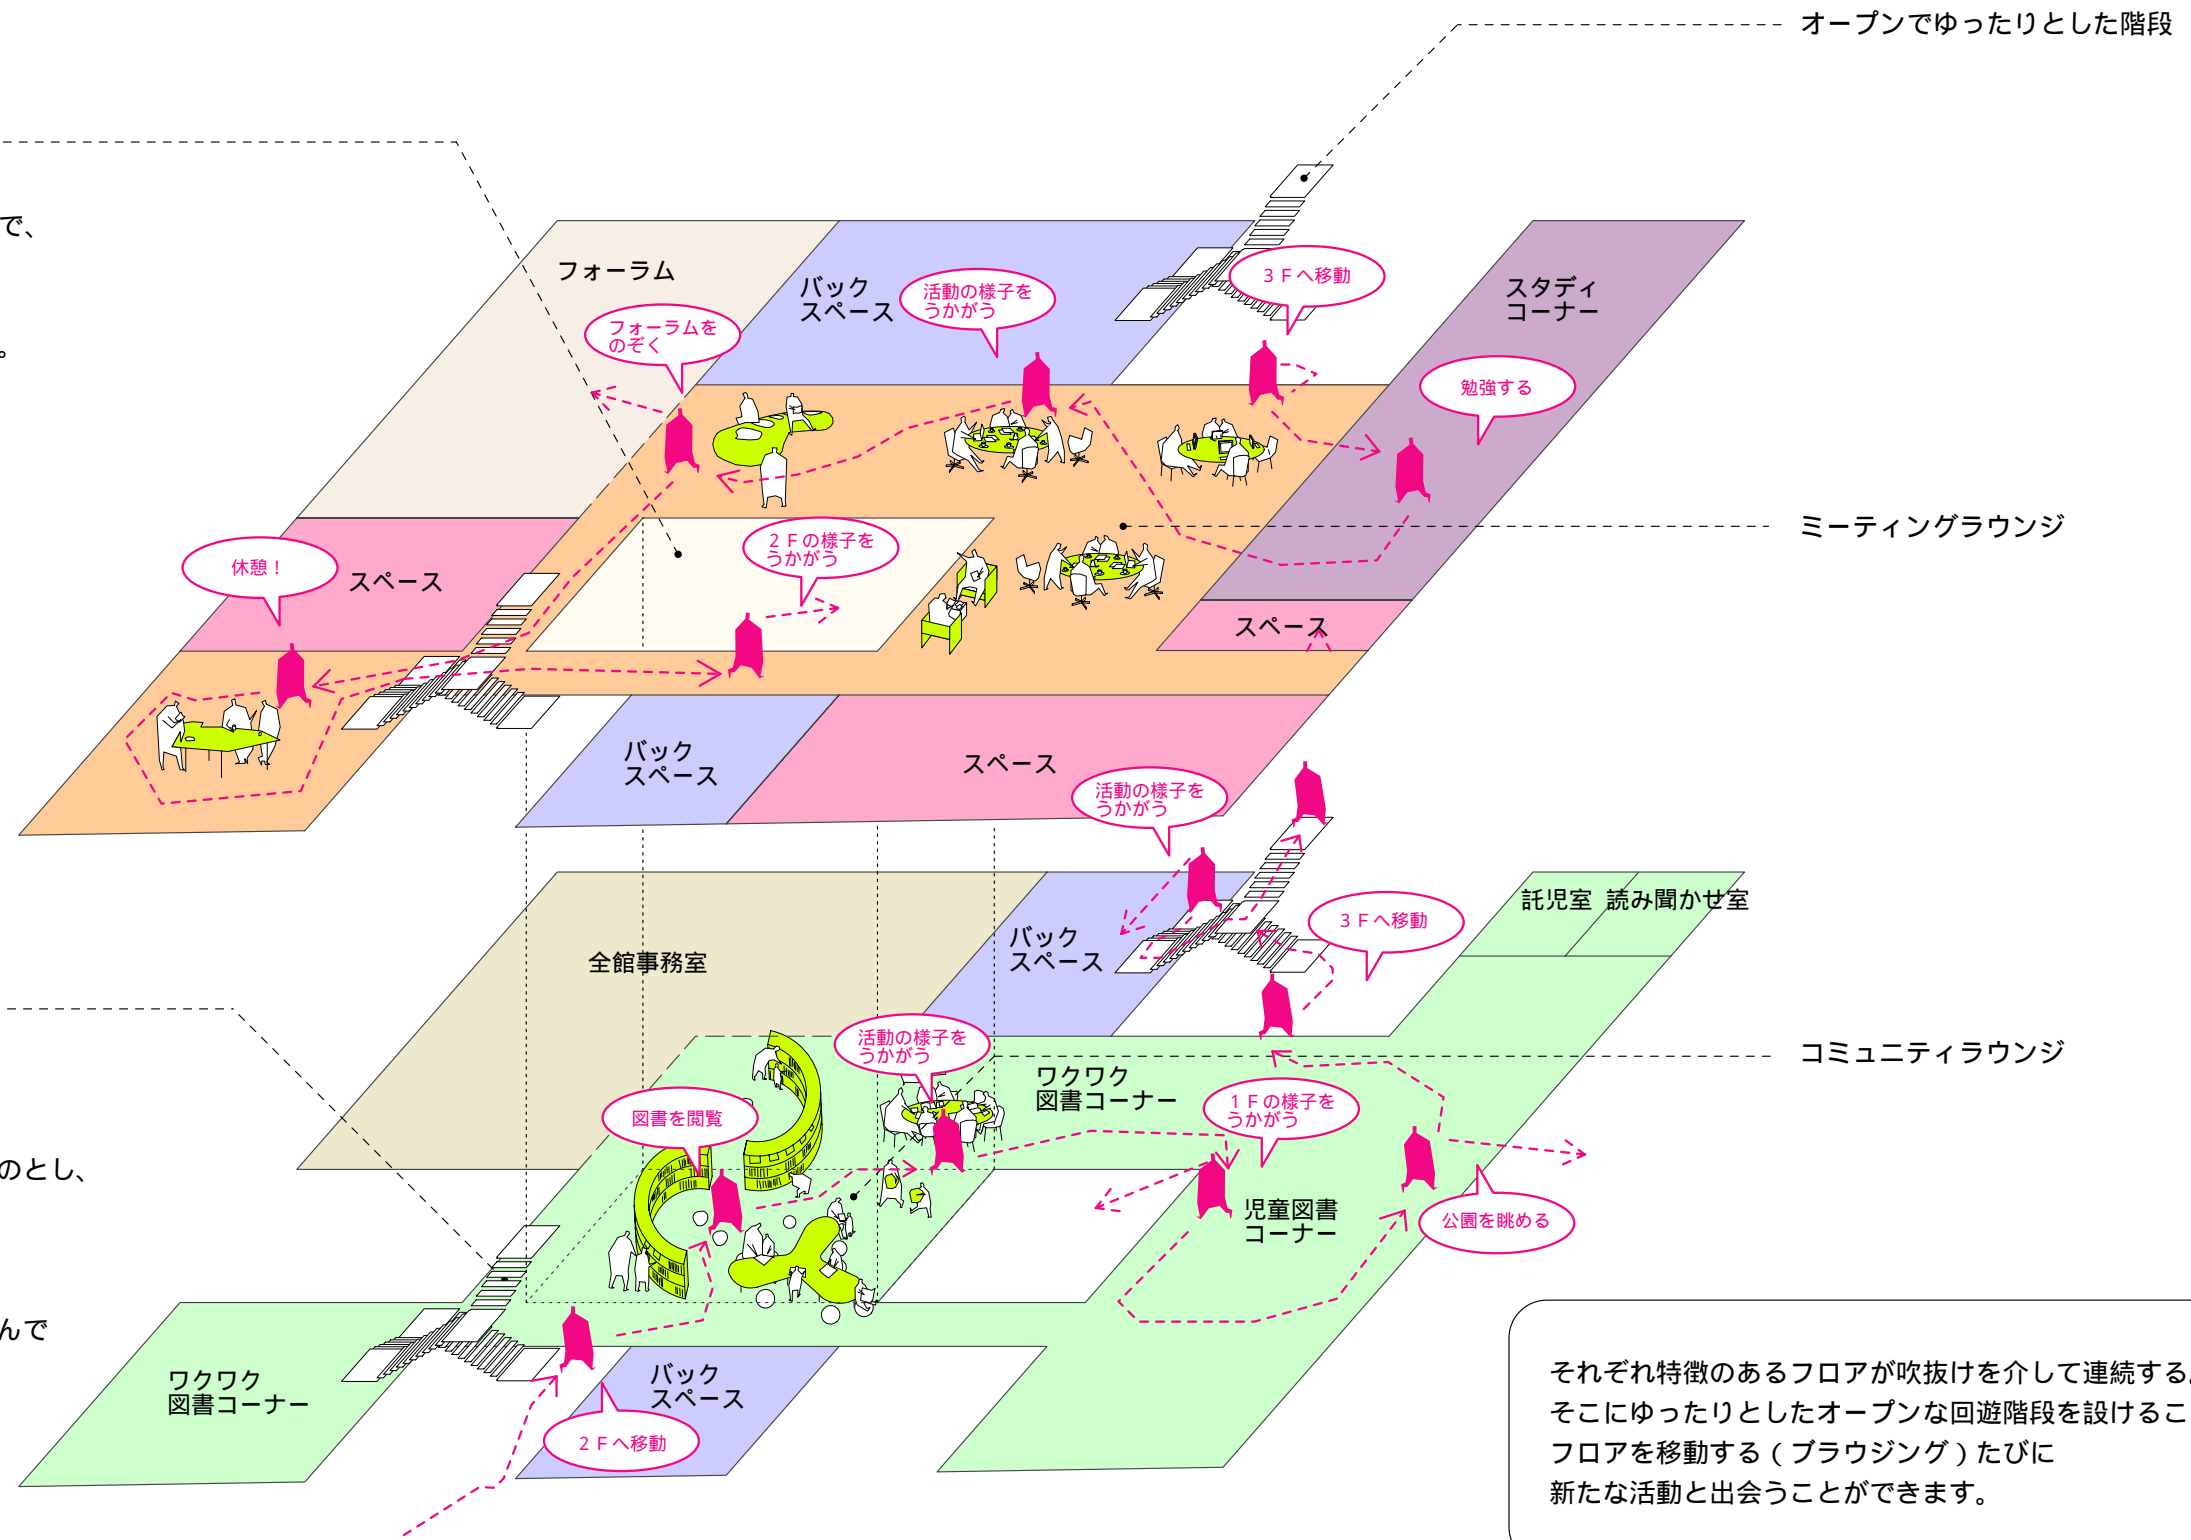 オープンでゆったりとした階段
で、
。
フォーラム
バック
スペース
活動の様子を
うかがう
３Ｆへ移動
スタディ
コーナー
フォーラムを
のぞく
勉強する
ミーティングラウンジ
２Ｆの様子を
うかがう
休憩！
スペース
スペース
バック
スペース
スペース
活動の様子を
うかがう
託児室
読み聞かせ室
３Ｆへ移動
バック
スペース
全館事務室
活動の様子を
うかがう
コミュニティラウンジ
ワクワク
図書コーナー
１Ｆの様子を
うかがう
図書を閲覧
のとし、
児童図書
コーナー
公園を眺める
んで
ワクワク
図書コーナー
バック
スペース
２Ｆへ移動
それぞれ特徴のあるフロアが吹抜けを介して連続する。
そこにゆったりとしたオープンな回遊階段を設けるこ
フロアを移動する（ブラウジング）たびに
新たな活動と出会うことができます。